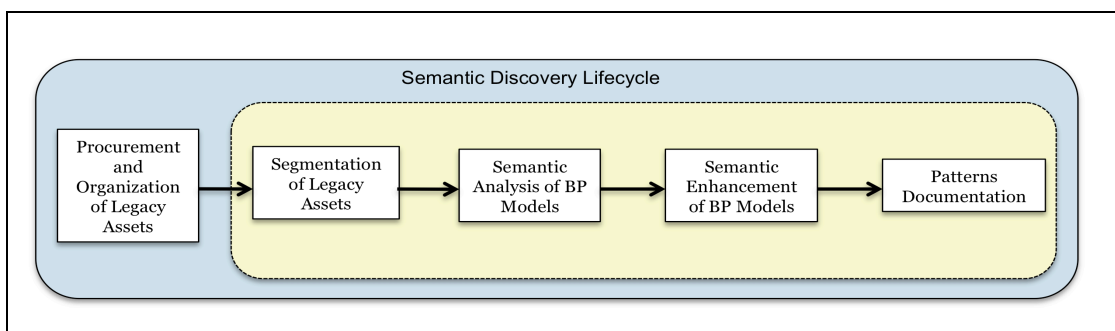 Semantic Discovery Lifecycle
Procurement
and
Organization
of Legacy
Assets
Segmentation
of Legacy
Assets
Semantic
Analysis of BP
Models
Semantic
Enhancement
of BP Models
Patterns
Documentation